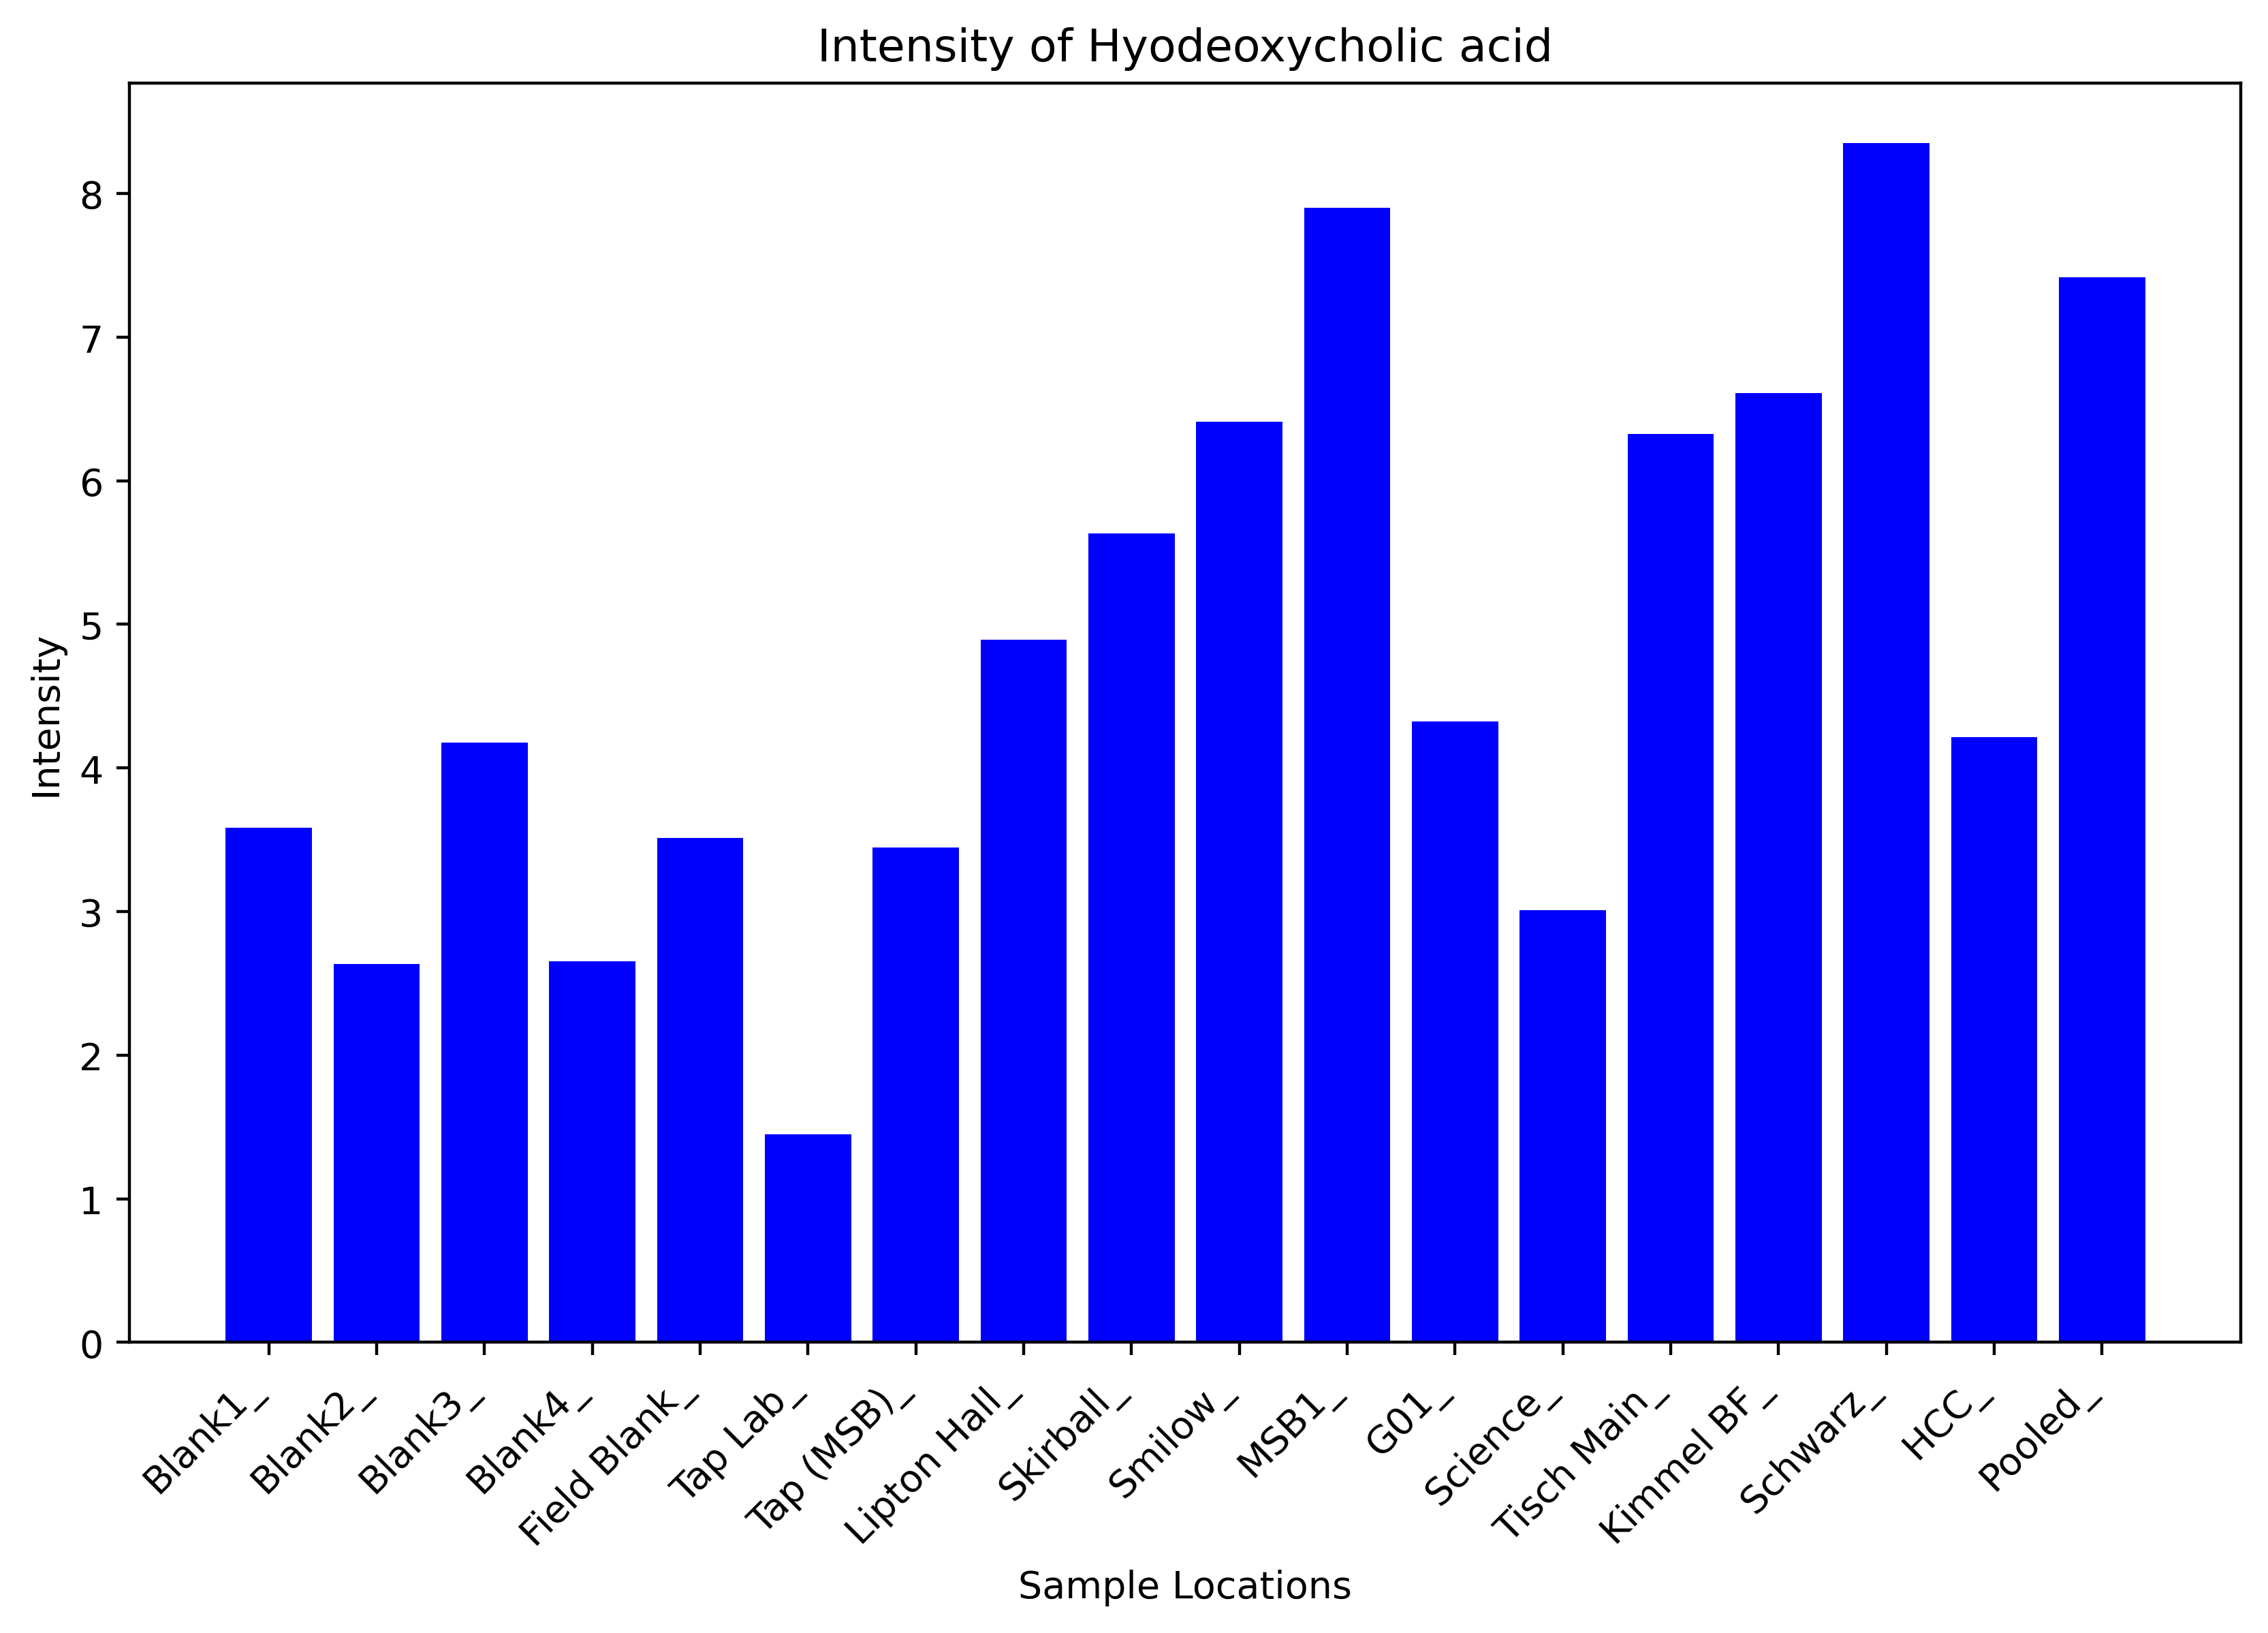 Intensity of Hyodeoxycholic acid
Intensity
8
7
6
5
4
3
2
1
0
Blank1_
Blank2_
Blank3_
Blank4_
Field Blank_
Tap Lab_
Tap (MSB)_
Lipton Hall_
Skirball_
Smilow_
MSB1_
G01_
Science_
Tisch Main_
Kimmel BF_
Schwarz_
HCC_
Pooled_
Sample Locations